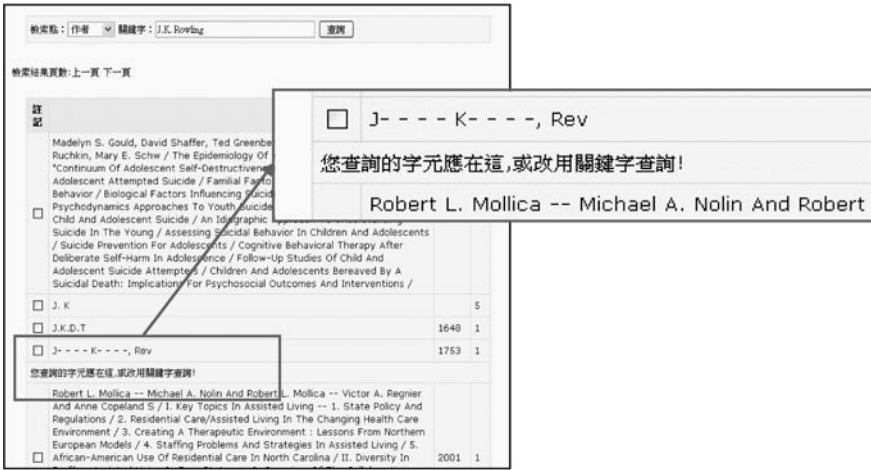 檢索點： 作者 關鍵字： J.K. Rowling 查詢
檢索結果頁數:上一頁 下一頁
註
記
Madelyn S. Gould, David Shaffer, Ted Greenbe
Ruchkin, Mary E. Schw / The Epidemiology Of
"Continuum Of Adolescent Self-Destructivene
Adolescent Attempted Suicide / Familial Facto
Behavior / Biological Factors Influencing Suicid
Psychodynamics Approaches To Youth Suicide
Child And Adolescent Suicide / An Idiographic
Suicide In The Young / Assessing Suicidal Behavior In Children And Adolescents
/ Suicide Prevention For Adolescents / Cognitive Behavioral Therapy After
Deliberate Self-Harm In Adolescence / Follow-Up Studies Of Child And
Adolescent Suicide Attempters / Children And Adolescents Bereaved By A
Suicidal Death: Implications For Psychosocial Outcomes And Interventions /
J. K 5
J.K.D.T 1648 1
J- - - - K- - - -, Rev 1753 1
您查詢的字元應在這,或改用關鍵字查詢!
Robert L. Mollica -- Michael A. Nolin And Robert L. Mollica -- Victor A. Regnier
And Anne Copeland S / I. Key Topics In Assisted Living -- 1. State Policy And
Regulations / 2. Residential Care/Assisted Living In The Changing Health Care
Environment / 3. Creating A Therapeutic Environment : Lessons From Northern
European Models / 4. Staffing Problems And Strategies In Assisted Living / 5.
African-American Use Of Residential Care In North Carolina / II. Diversity In 2001 1
J- - - - K- - - -, Rev
您查詢的字元應在這,或改用關鍵字查詢!
Robert L. Mollica -- Michael A. Nolin And Robert